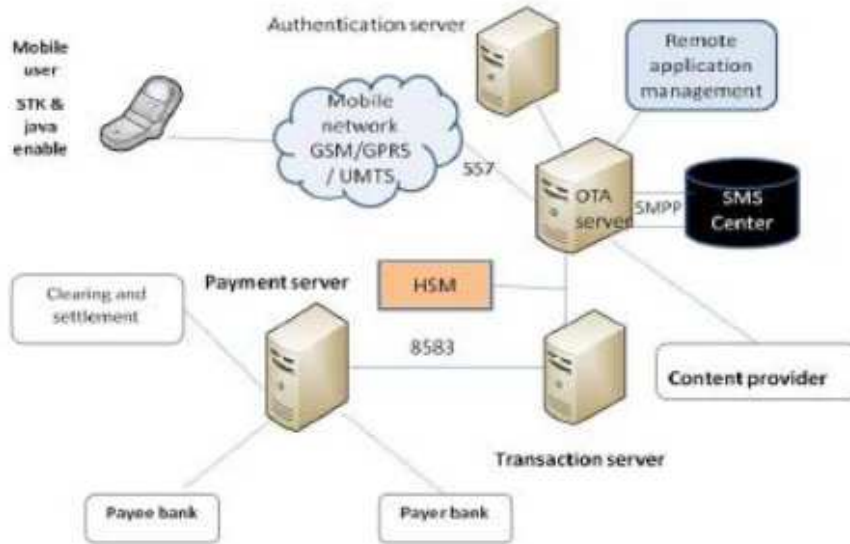 Authentication server
Mobile
user
STK &
java
enable
Mobile
network
GSM/GPRS
/ UMTS
SS7
Remote
application
management
OTA
server
SMPP
SMS
Center
Payment server
Clearing and
settlement
HSM
8583
Content provider
Transaction server
Payee bank
Payer bank